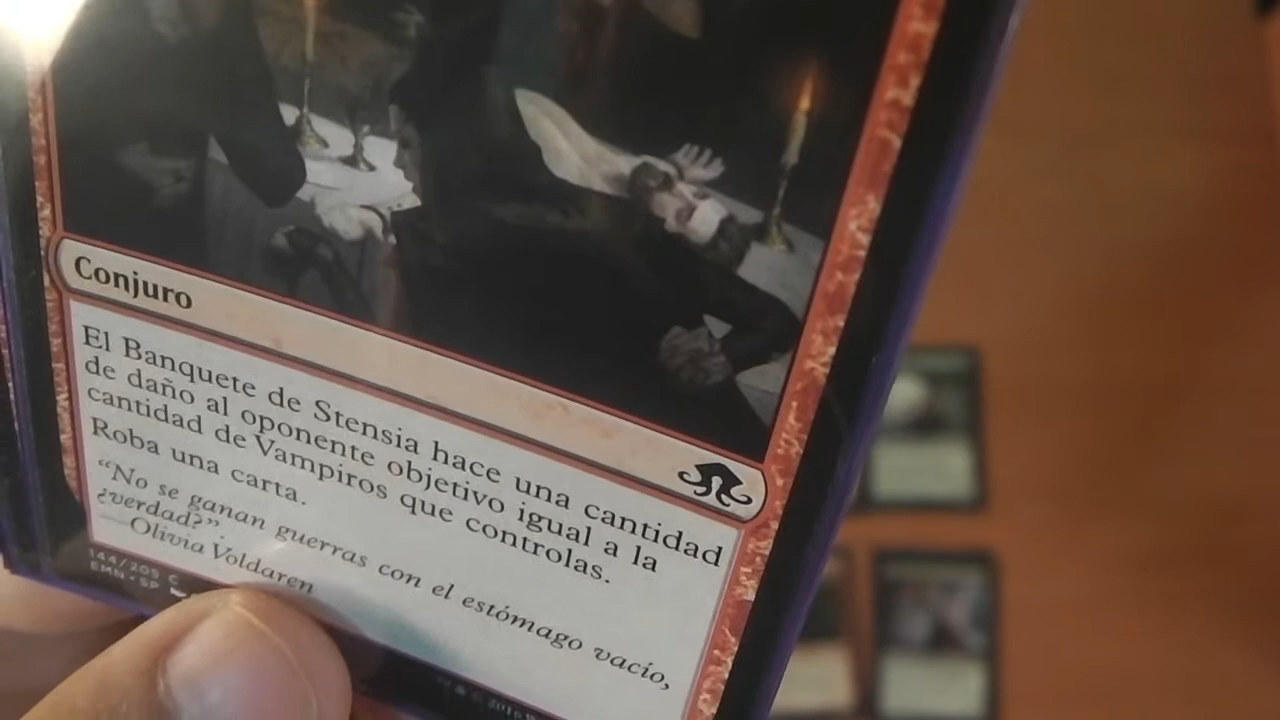 Conjuro
El Banquete de Stensia hace una cantidad
de daño al oponente objetivo igual a la
cantidad de Vampiros que controlas.
Roba una carta.
“No se ganan guerras con el estómago vacío,
¿verdad?”.
—Olivia Voldaren
144/205 C
EMN • SP